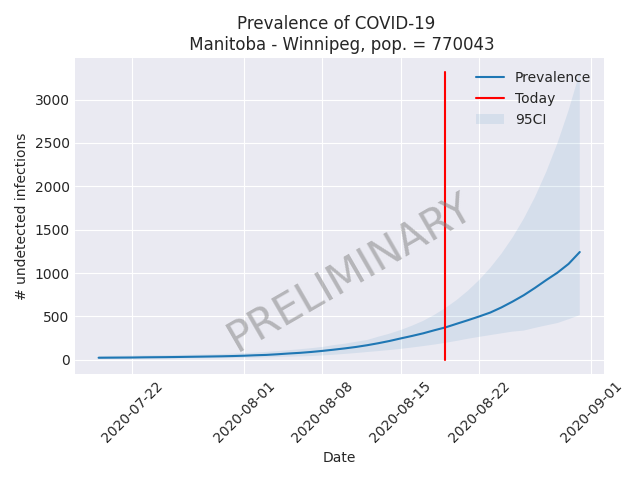 Prevalence of COVID-19
Manitoba - Winnipeg, pop. = 770043
Prevalence
Today
95CI
# undetected infections
3000
2500
2000
1500
1000
500
0
PRELIMINARY
2020-07-22
2020-08-01
2020-08-08
2020-08-15
2020-08-22
2020-09-01
Date